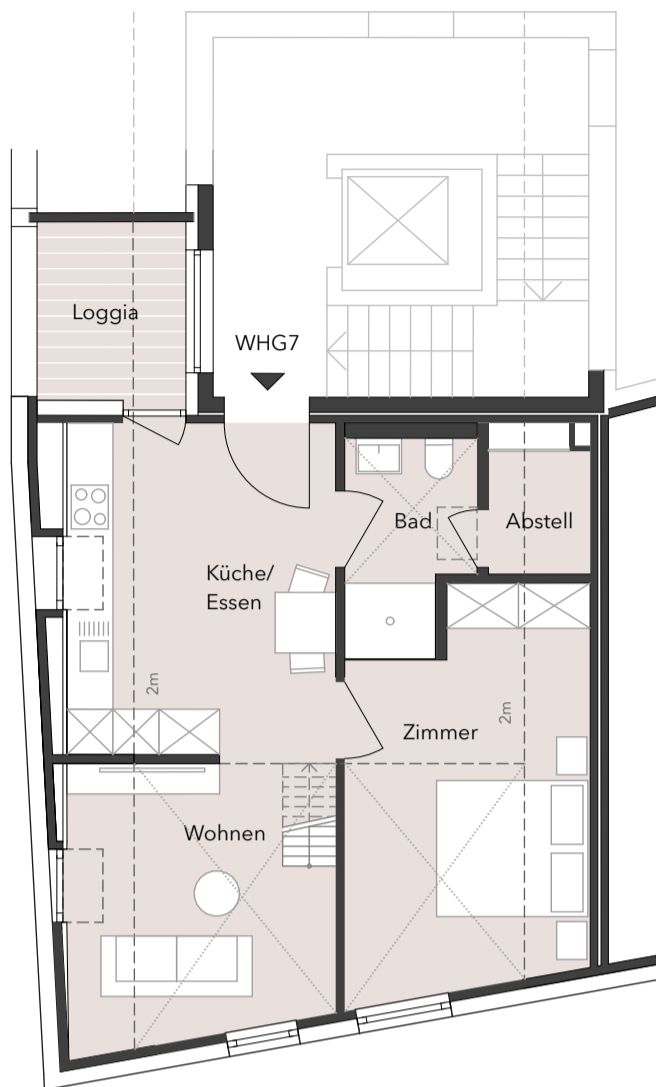 Loggia
WHG7
Bad
Abstell
Küche/
Essen
2m
2m
Zimmer
Wohnen